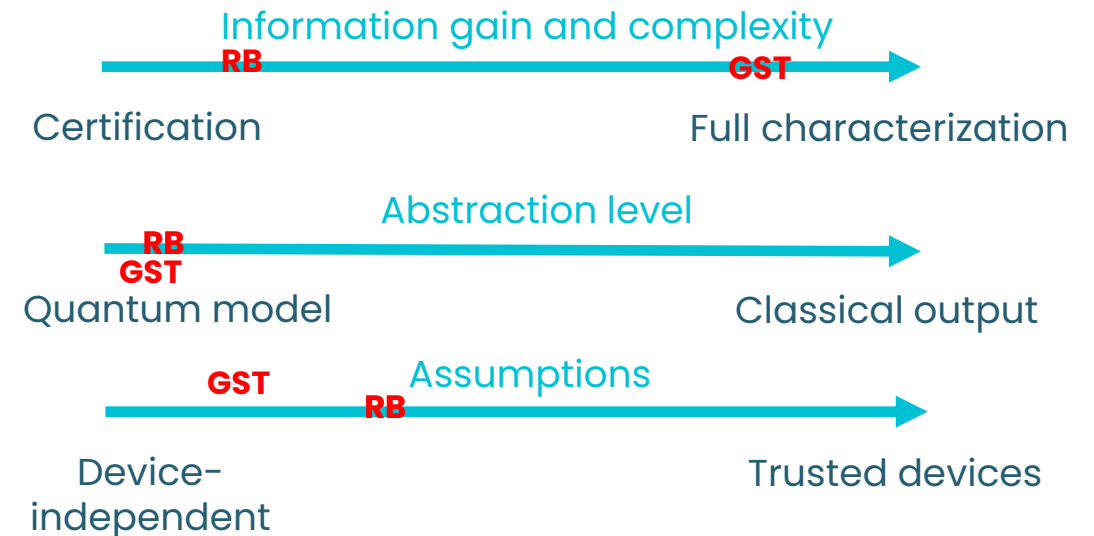 Information gain and complexity
RB
GST
Certification
Full characterization
Abstraction level
RB
GST
Quantum model
Classical output
Assumptions
GST
RB
Device-
independent
Trusted devices